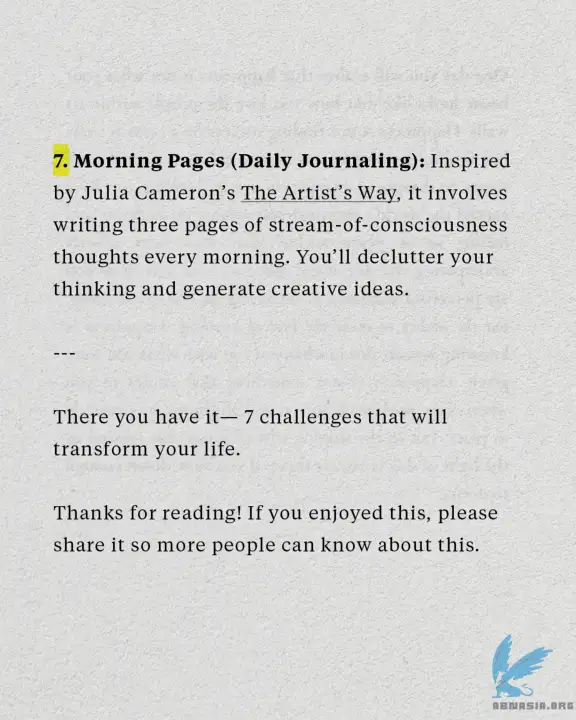 7. Morning Pages (Daily Journaling): Inspired
by Julia Cameron’s The Artist’s Way, it involves
writing three pages of stream-of-consciousness
thoughts every morning. You’ll declutter your
thinking and generate creative ideas.
---
There you have it— 7 challenges that will
transform your life.
Thanks for reading! If you enjoyed this, please
share it so more people can know about this.
ABWASIA.ORG